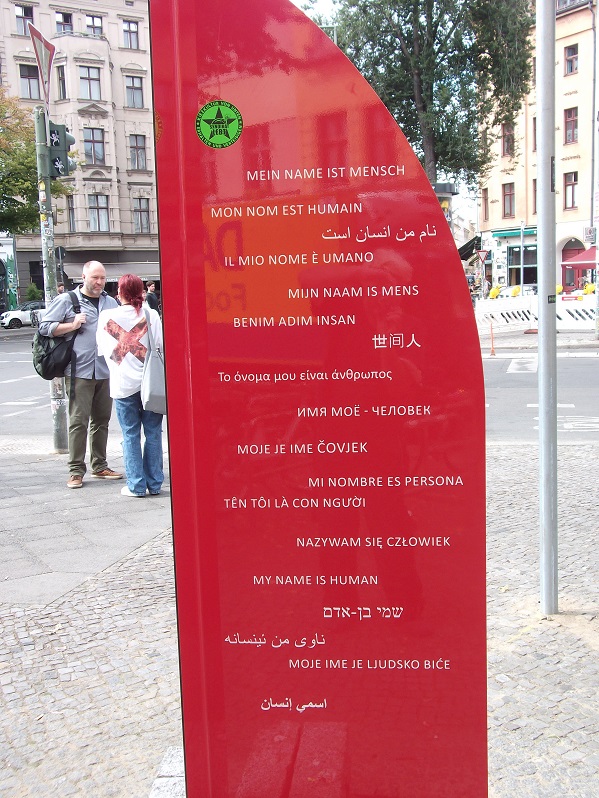 MEIN NAME IST MENSCH
MON NOM EST HUMAIN
نام من انسان است
IL MIO NOME È UMANO
MIJN NAAM IS MENS
BENIM ADIM INSAN
世间人
Το όνομα μου είναι άνθρωπος
ИМЯ МОЁ - ЧЕЛОВЕК
MOJE JE IME ČOVJEK
MI NOMBRE ES PERSONA
TÊN TÔI LÀ CON NGƯỜI
NAZYWAM SIĘ CZŁOWIEK
MY NAME IS HUMAN
שמי בן-אדם
ناوی من ئینسانه
MOJE IME JE LJUDSKO BIĆE
اسمي إنسان